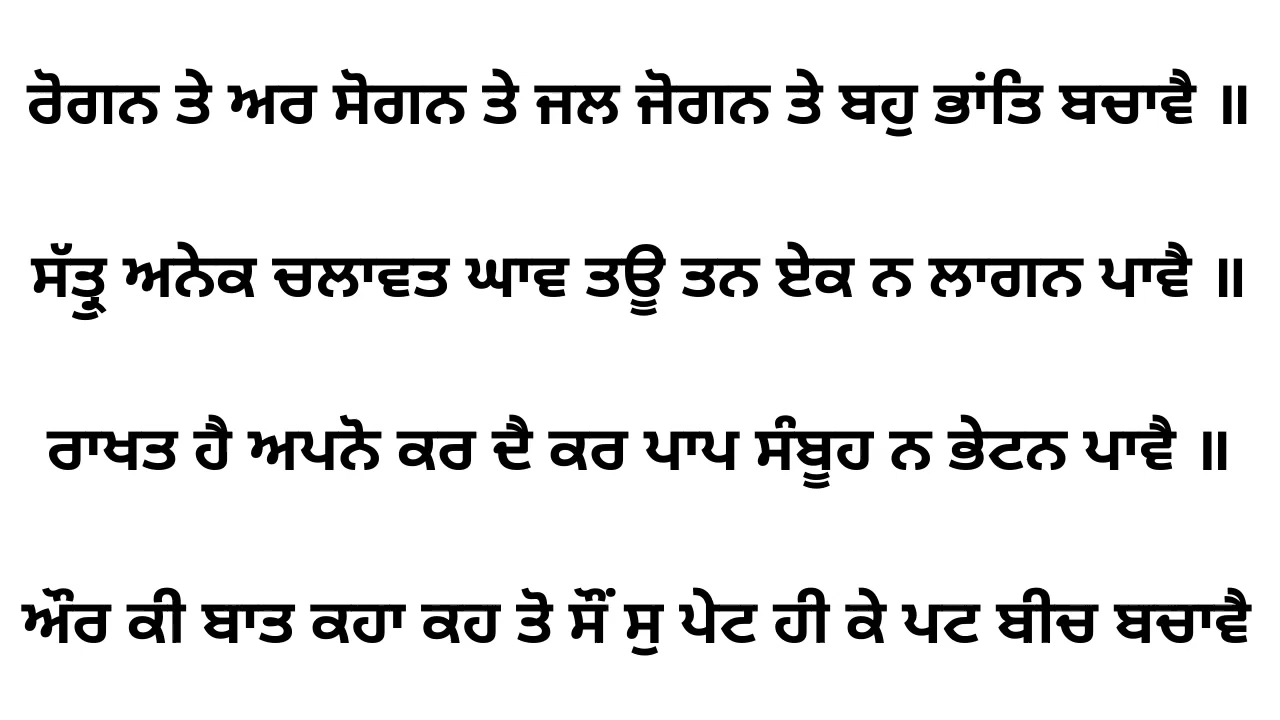 ਰੋਗਨ ਤੇ ਅਰ ਸੋਗਨ ਤੇ ਜਲ ਜੋਗਨ ਤੇ ਬਹੁ ਭਾਂਤਿ ਬਚਾਵੈ ॥
ਸੱਤ੍ਰੁ ਅਨੇਕ ਚਲਾਵਤ ਘਾਵ ਤਊ ਤਨ ਏਕ ਨ ਲਾਗਨ ਪਾਵੈ ॥
ਰਾਖਤ ਹੈ ਅਪਨੋ ਕਰ ਦੈ ਕਰ ਪਾਪ ਸੰਬੂਹ ਨ ਭੇਟਨ ਪਾਵੈ ॥
ਔਰ ਕੀ ਬਾਤ ਕਹਾ ਕਹ ਤੋ ਸੌਂ ਸੁ ਪੇਟ ਹੀ ਕੇ ਪਟ ਬੀਚ ਬਚਾਵੈ